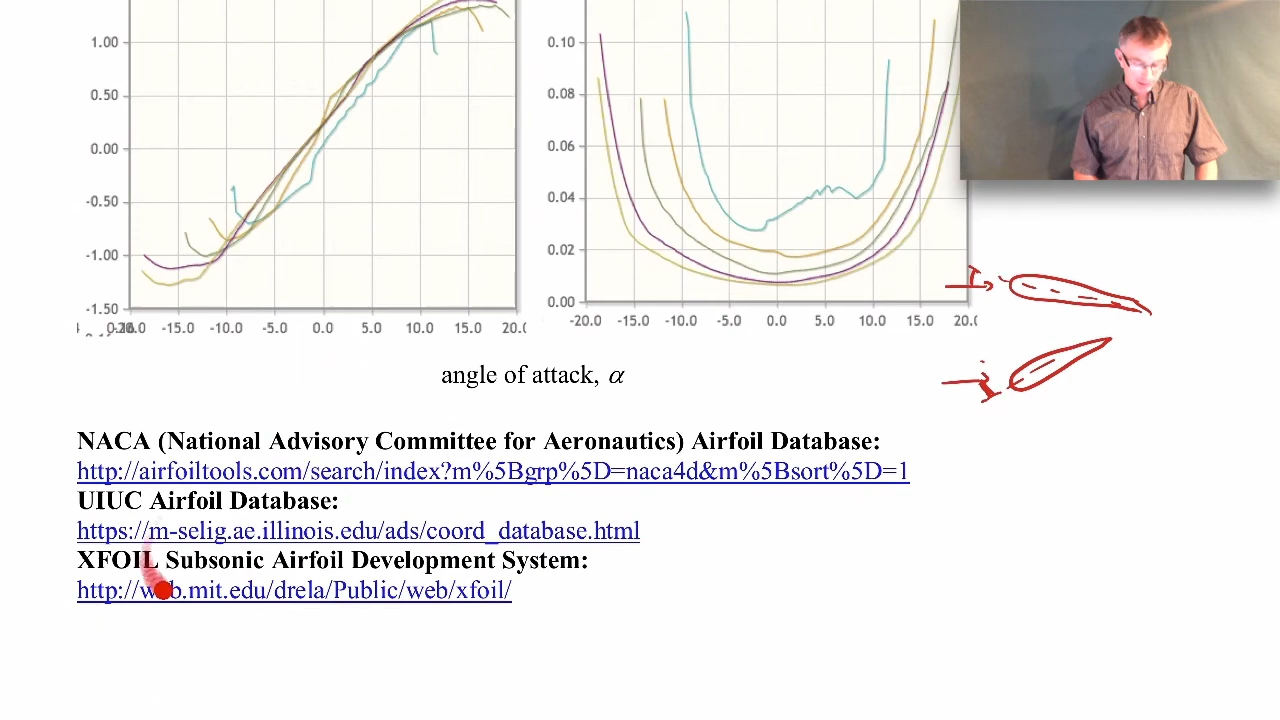 1.00
0.50
0.00
-0.50
-1.00
-1.50
-15.0 -10.0 -5.0 0.0 5.0 10.0 15.0 20.0
0.10
0.08
0.06
0.04
0.02
0.00
-20.0 -15.0 -10.0 -5.0 0.0 5.0 10.0 15.0 20.0
angle of attack, α
NACA (National Advisory Committee for Aeronautics) Airfoil Database:
http://airfoiltools.com/search/index?m%5Bgrp%5D=naca4d&m%5Bsort%5D=1
UIUC Airfoil Database:
https://m-selig.ae.illinois.edu/ads/coord_database.html
XFOIL Subsonic Airfoil Development System:
http://web.mit.edu/drela/Public/web/xfoil/